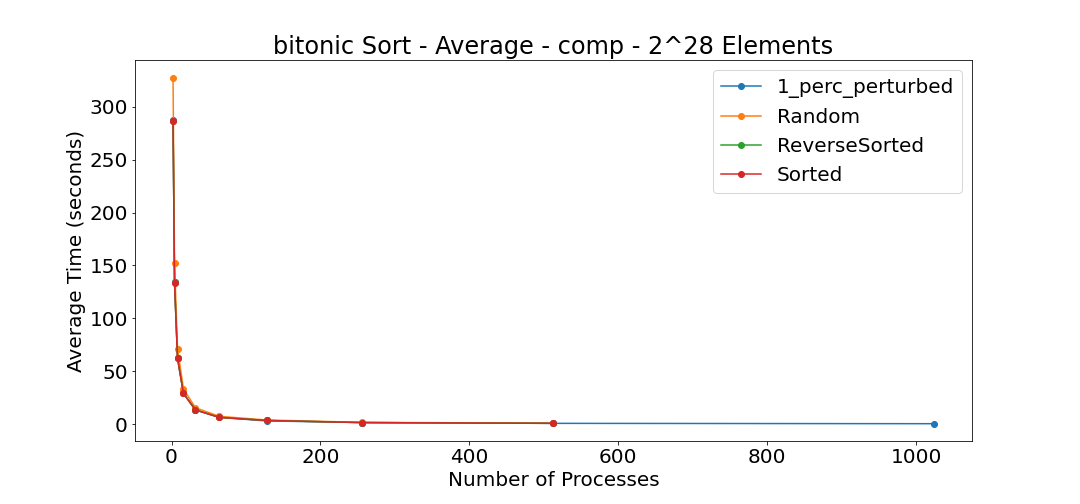 bitonic Sort - Average - comp - 2^28 Elements
1_perc_perturbed
Random
ReverseSorted
Sorted
Average Time (seconds)
300
250
200
150
100
50
0
0 200 400 600 800 1000
Number of Processes